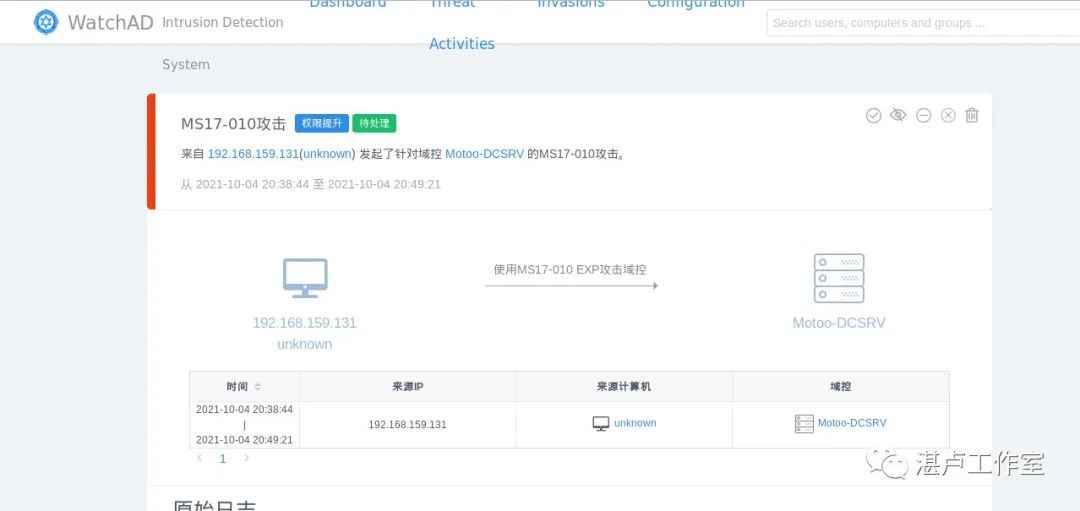 Dashboard Threat Invasions Configuration
WatchAD Intrusion Detection
Search users, computers and groups ...
Activities
System
MS17-010攻击 权限提升 待处理
来自 192.168.159.131(unknown) 发起了针对域控 Motoo-DCSRV 的MS17-010攻击。
从 2021-10-04 20:38:44 至 2021-10-04 20:49:21
使用MS17-010 EXP攻击域控
192.168.159.131 Motoo-DCSRV
unknown
时间 来源IP 来源计算机 域控
2021-10-04 20:38:44
| 192.168.159.131 unknown Motoo-DCSRV
2021-10-04 20:49:21
1
湛卢工作室
原始日志